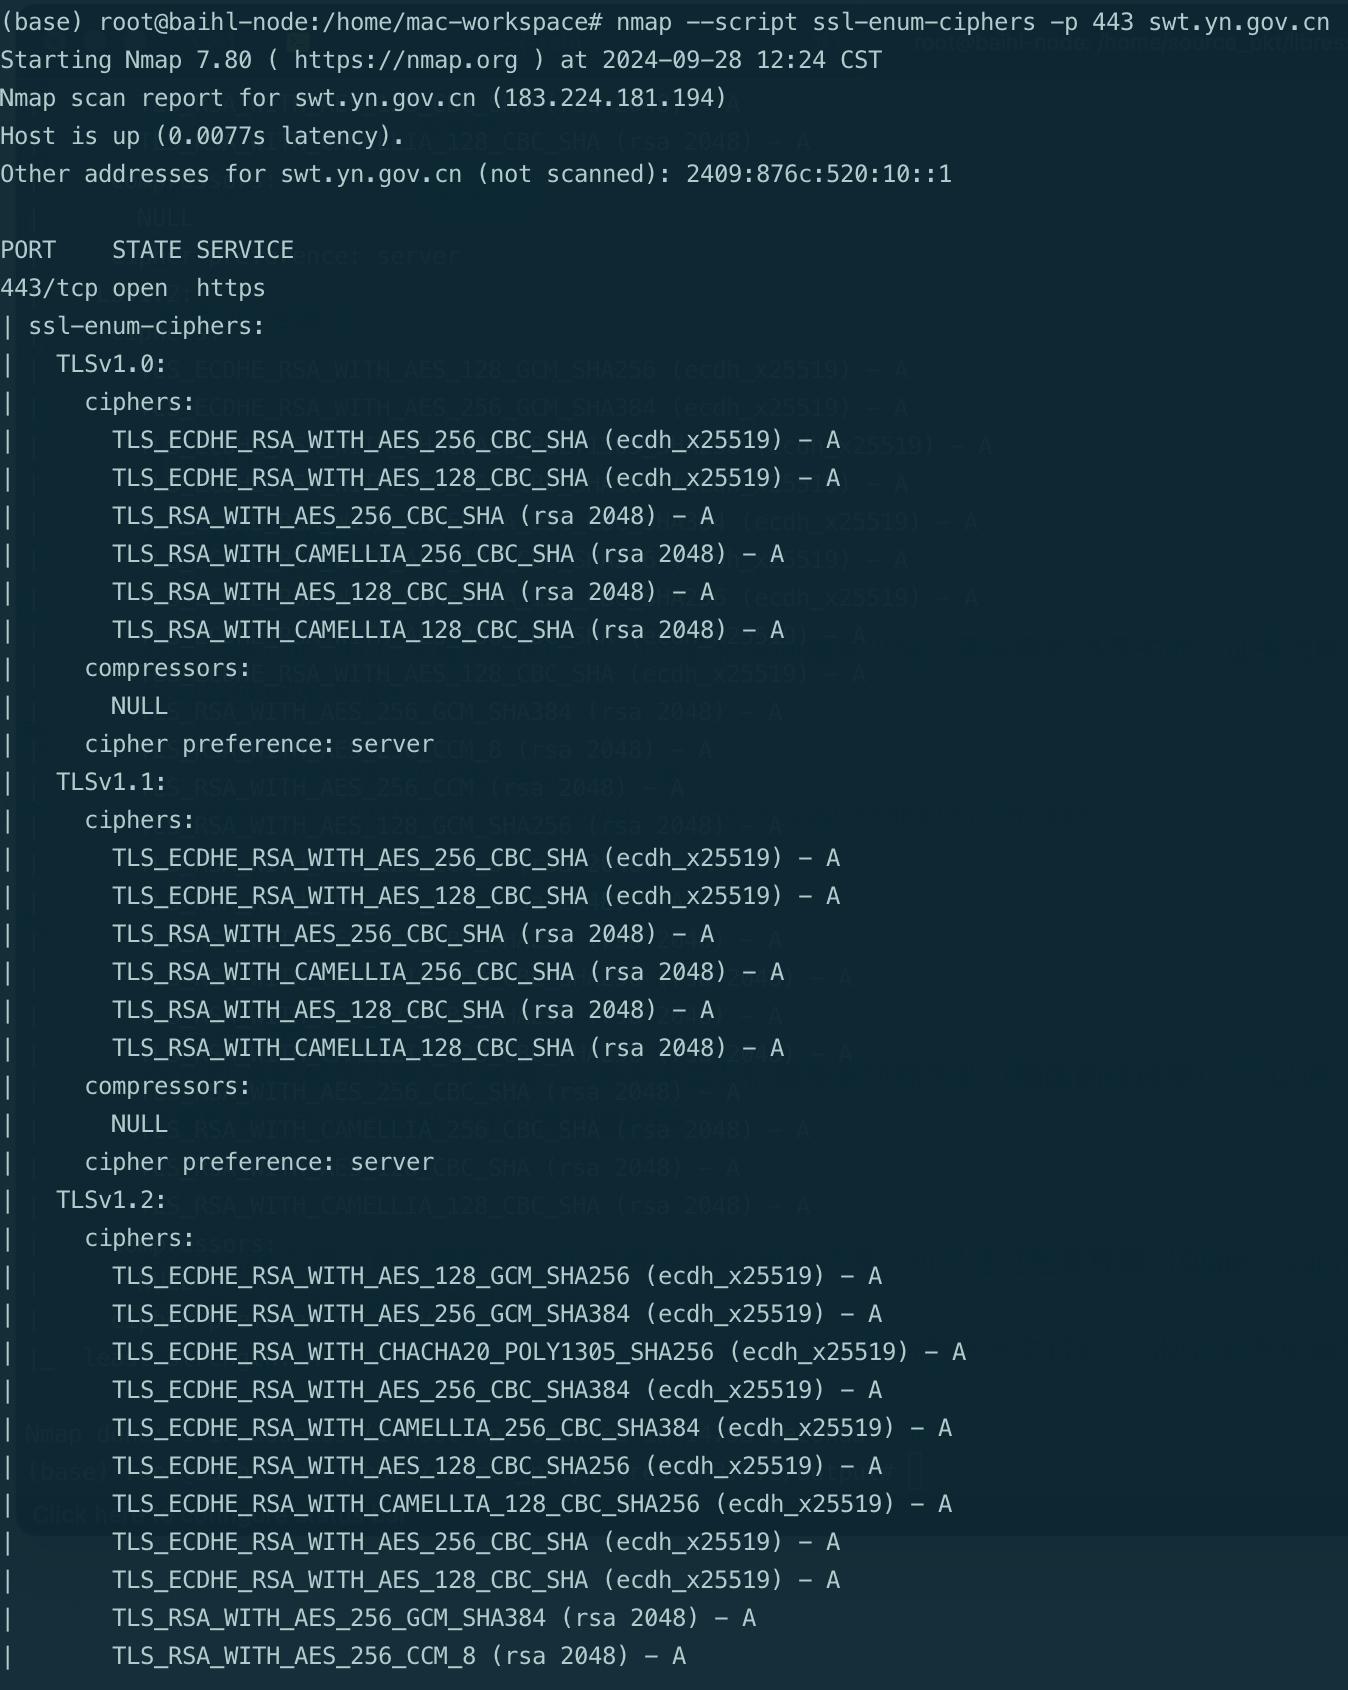 (base) root@baihl-node:/home/mac-workspace# nmap --script ssl-enum-ciphers -p 443 swt.yn.gov.cn
Starting Nmap 7.80 ( https://nmap.org ) at 2024-09-28 12:24 CST
Nmap scan report for swt.yn.gov.cn (183.224.181.194)
Host is up (0.0077s latency).
Other addresses for swt.yn.gov.cn (not scanned): 2409:876c:520:10::1

PORT    STATE SERVICE
443/tcp open  https
| ssl-enum-ciphers:
|   TLSv1.0:
|     ciphers:
|       TLS_ECDHE_RSA_WITH_AES_256_CBC_SHA (ecdh_x25519) - A
|       TLS_ECDHE_RSA_WITH_AES_128_CBC_SHA (ecdh_x25519) - A
|       TLS_RSA_WITH_AES_256_CBC_SHA (rsa 2048) - A
|       TLS_RSA_WITH_CAMELLIA_256_CBC_SHA (rsa 2048) - A
|       TLS_RSA_WITH_AES_128_CBC_SHA (rsa 2048) - A
|       TLS_RSA_WITH_CAMELLIA_128_CBC_SHA (rsa 2048) - A
|     compressors:
|       NULL
|     cipher preference: server
|   TLSv1.1:
|     ciphers:
|       TLS_ECDHE_RSA_WITH_AES_256_CBC_SHA (ecdh_x25519) - A
|       TLS_ECDHE_RSA_WITH_AES_128_CBC_SHA (ecdh_x25519) - A
|       TLS_RSA_WITH_AES_256_CBC_SHA (rsa 2048) - A
|       TLS_RSA_WITH_CAMELLIA_256_CBC_SHA (rsa 2048) - A
|       TLS_RSA_WITH_AES_128_CBC_SHA (rsa 2048) - A
|       TLS_RSA_WITH_CAMELLIA_128_CBC_SHA (rsa 2048) - A
|     compressors:
|       NULL
|     cipher preference: server
|   TLSv1.2:
|     ciphers:
|       TLS_ECDHE_RSA_WITH_AES_128_GCM_SHA256 (ecdh_x25519) - A
|       TLS_ECDHE_RSA_WITH_AES_256_GCM_SHA384 (ecdh_x25519) - A
|       TLS_ECDHE_RSA_WITH_CHACHA20_POLY1305_SHA256 (ecdh_x25519) - A
|       TLS_ECDHE_RSA_WITH_AES_256_CBC_SHA384 (ecdh_x25519) - A
|       TLS_ECDHE_RSA_WITH_CAMELLIA_256_CBC_SHA384 (ecdh_x25519) - A
|       TLS_ECDHE_RSA_WITH_AES_128_CBC_SHA256 (ecdh_x25519) - A
|       TLS_ECDHE_RSA_WITH_CAMELLIA_128_CBC_SHA256 (ecdh_x25519) - A
|       TLS_ECDHE_RSA_WITH_AES_256_CBC_SHA (ecdh_x25519) - A
|       TLS_ECDHE_RSA_WITH_AES_128_CBC_SHA (ecdh_x25519) - A
|       TLS_RSA_WITH_AES_256_GCM_SHA384 (rsa 2048) - A
|       TLS_RSA_WITH_AES_256_CCM_8 (rsa 2048) - A